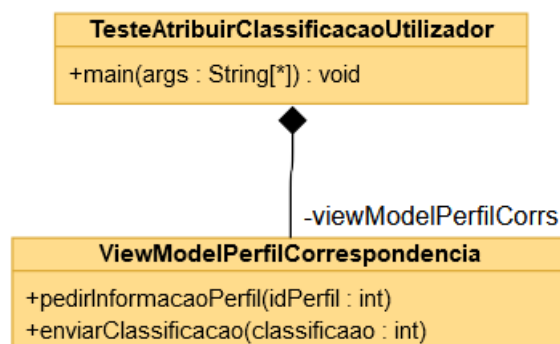 TesteAtribuirClassificacaoUtilizador
+main(args : String[*]) : void
-viewModelPerfilCorrs
ViewModelPerfilCorrespondencia
+pedirInformacaoPerfil(idPerfil : int)
+enviarClassificacao(classificaao : int)